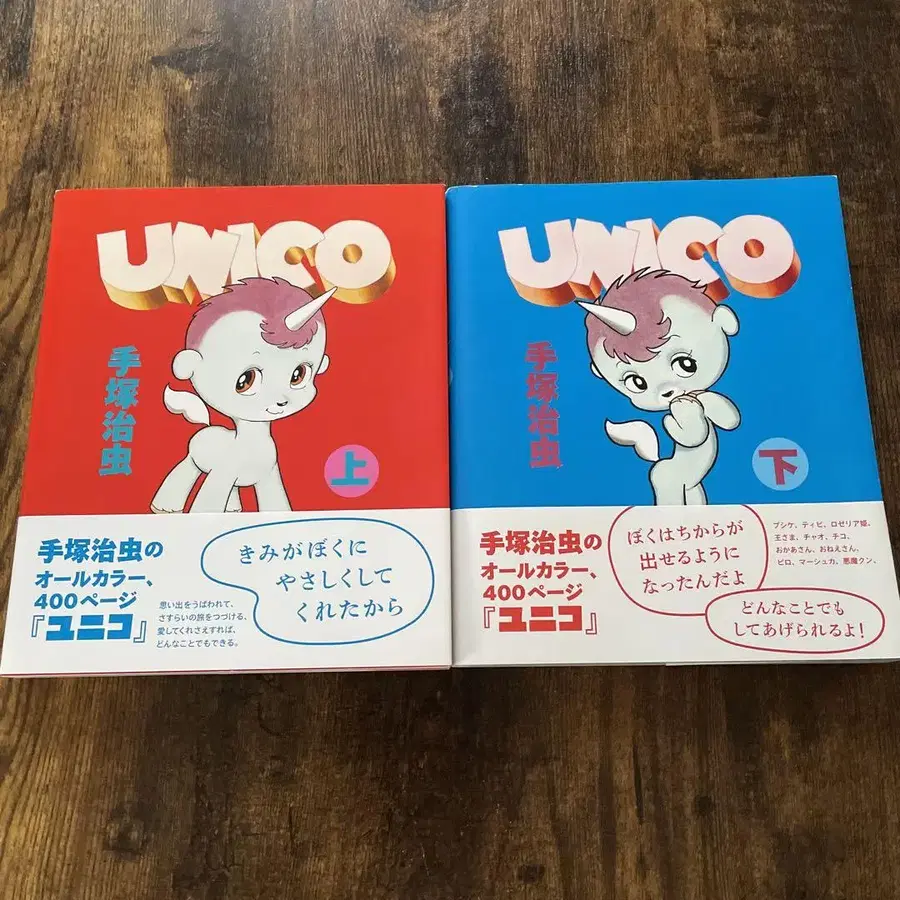 UNICO
手塚治虫
上
手塚治虫の
オールカラー、
400ページ
『ユニコ』
思い出をうばわれて、
さすらいの旅をつづける、
愛してくれさえすれば、
どんなことでもできる。
きみがぼくに
やさしくして
くれたから
UNICO
手塚治虫
下
手塚治虫の
オールカラー、
400ページ
『ユニコ』
ぼくはちからが
出せるように
なったんだよ
プシケ、ティビ、ロゼリア姫、
王さま、チャオ、チコ、
おかあさん、おねえさん、
ピロ、マーシュカ、悪魔クン、
どんなことでも
してあげられるよ!